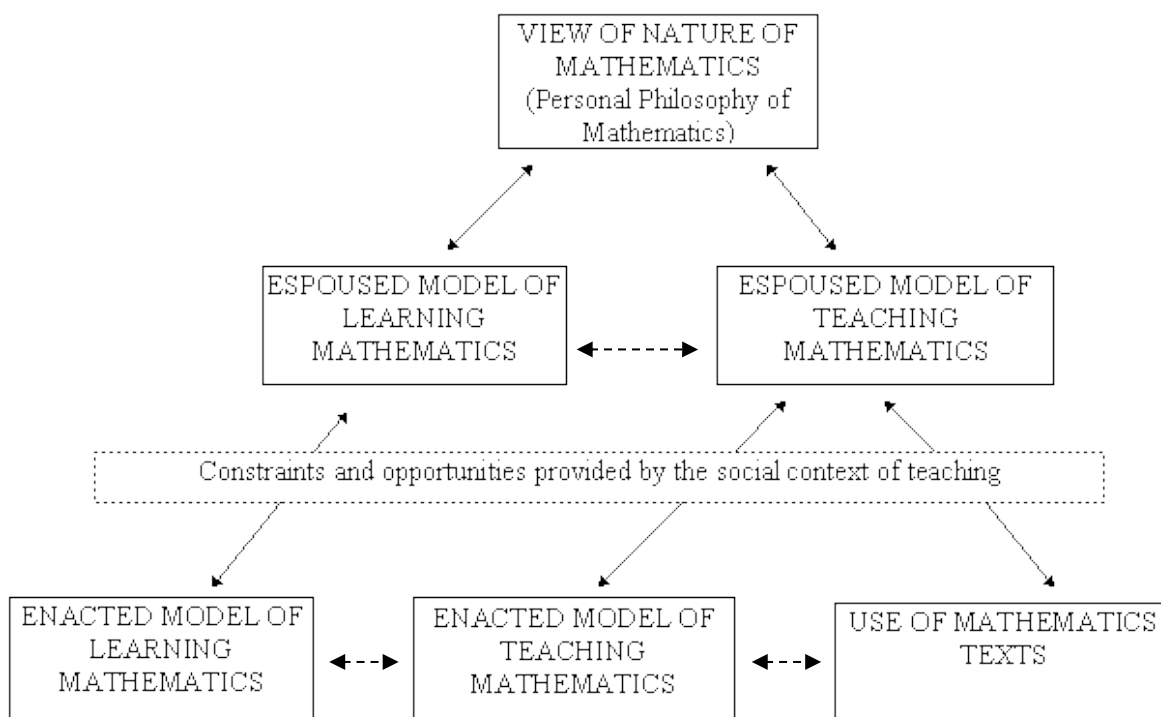 VIEW OF NATURE OF
MATHEMATICS
(Personal Philosophy of
Mathematics)
ESPOUSED MODEL OF
LEARNING
MATHEMATICS
ESPOUSED MODEL OF
TEACHING
MATHEMATICS
Constraints and opportunities provided by the social context of teaching
ENACTED MODEL OF
LEARNING
MATHEMATICS
ENACTED MODEL OF
TEACHING
MATHEMATICS
USE OF MATHEMATICS
TEXTS